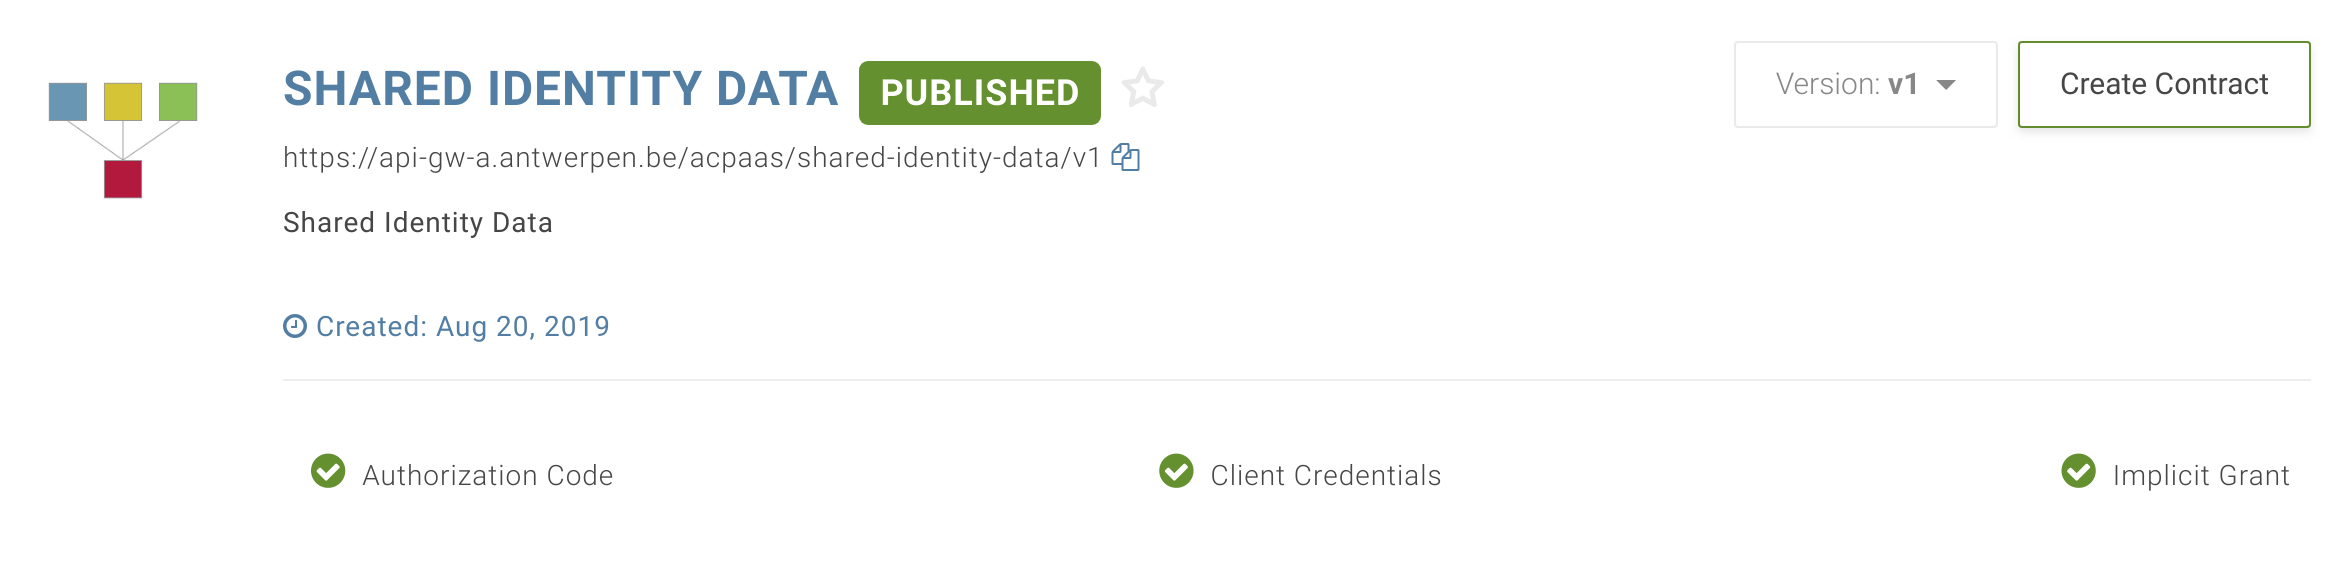 SHARED IDENTITY DATA PUBLISHED
Version: v1
Create Contract
https://api-gw-a.antwerpen.be/acpaas/shared-identity-data/v1
Shared Identity Data
Created: Aug 20, 2019
Authorization Code
Client Credentials
Implicit Grant